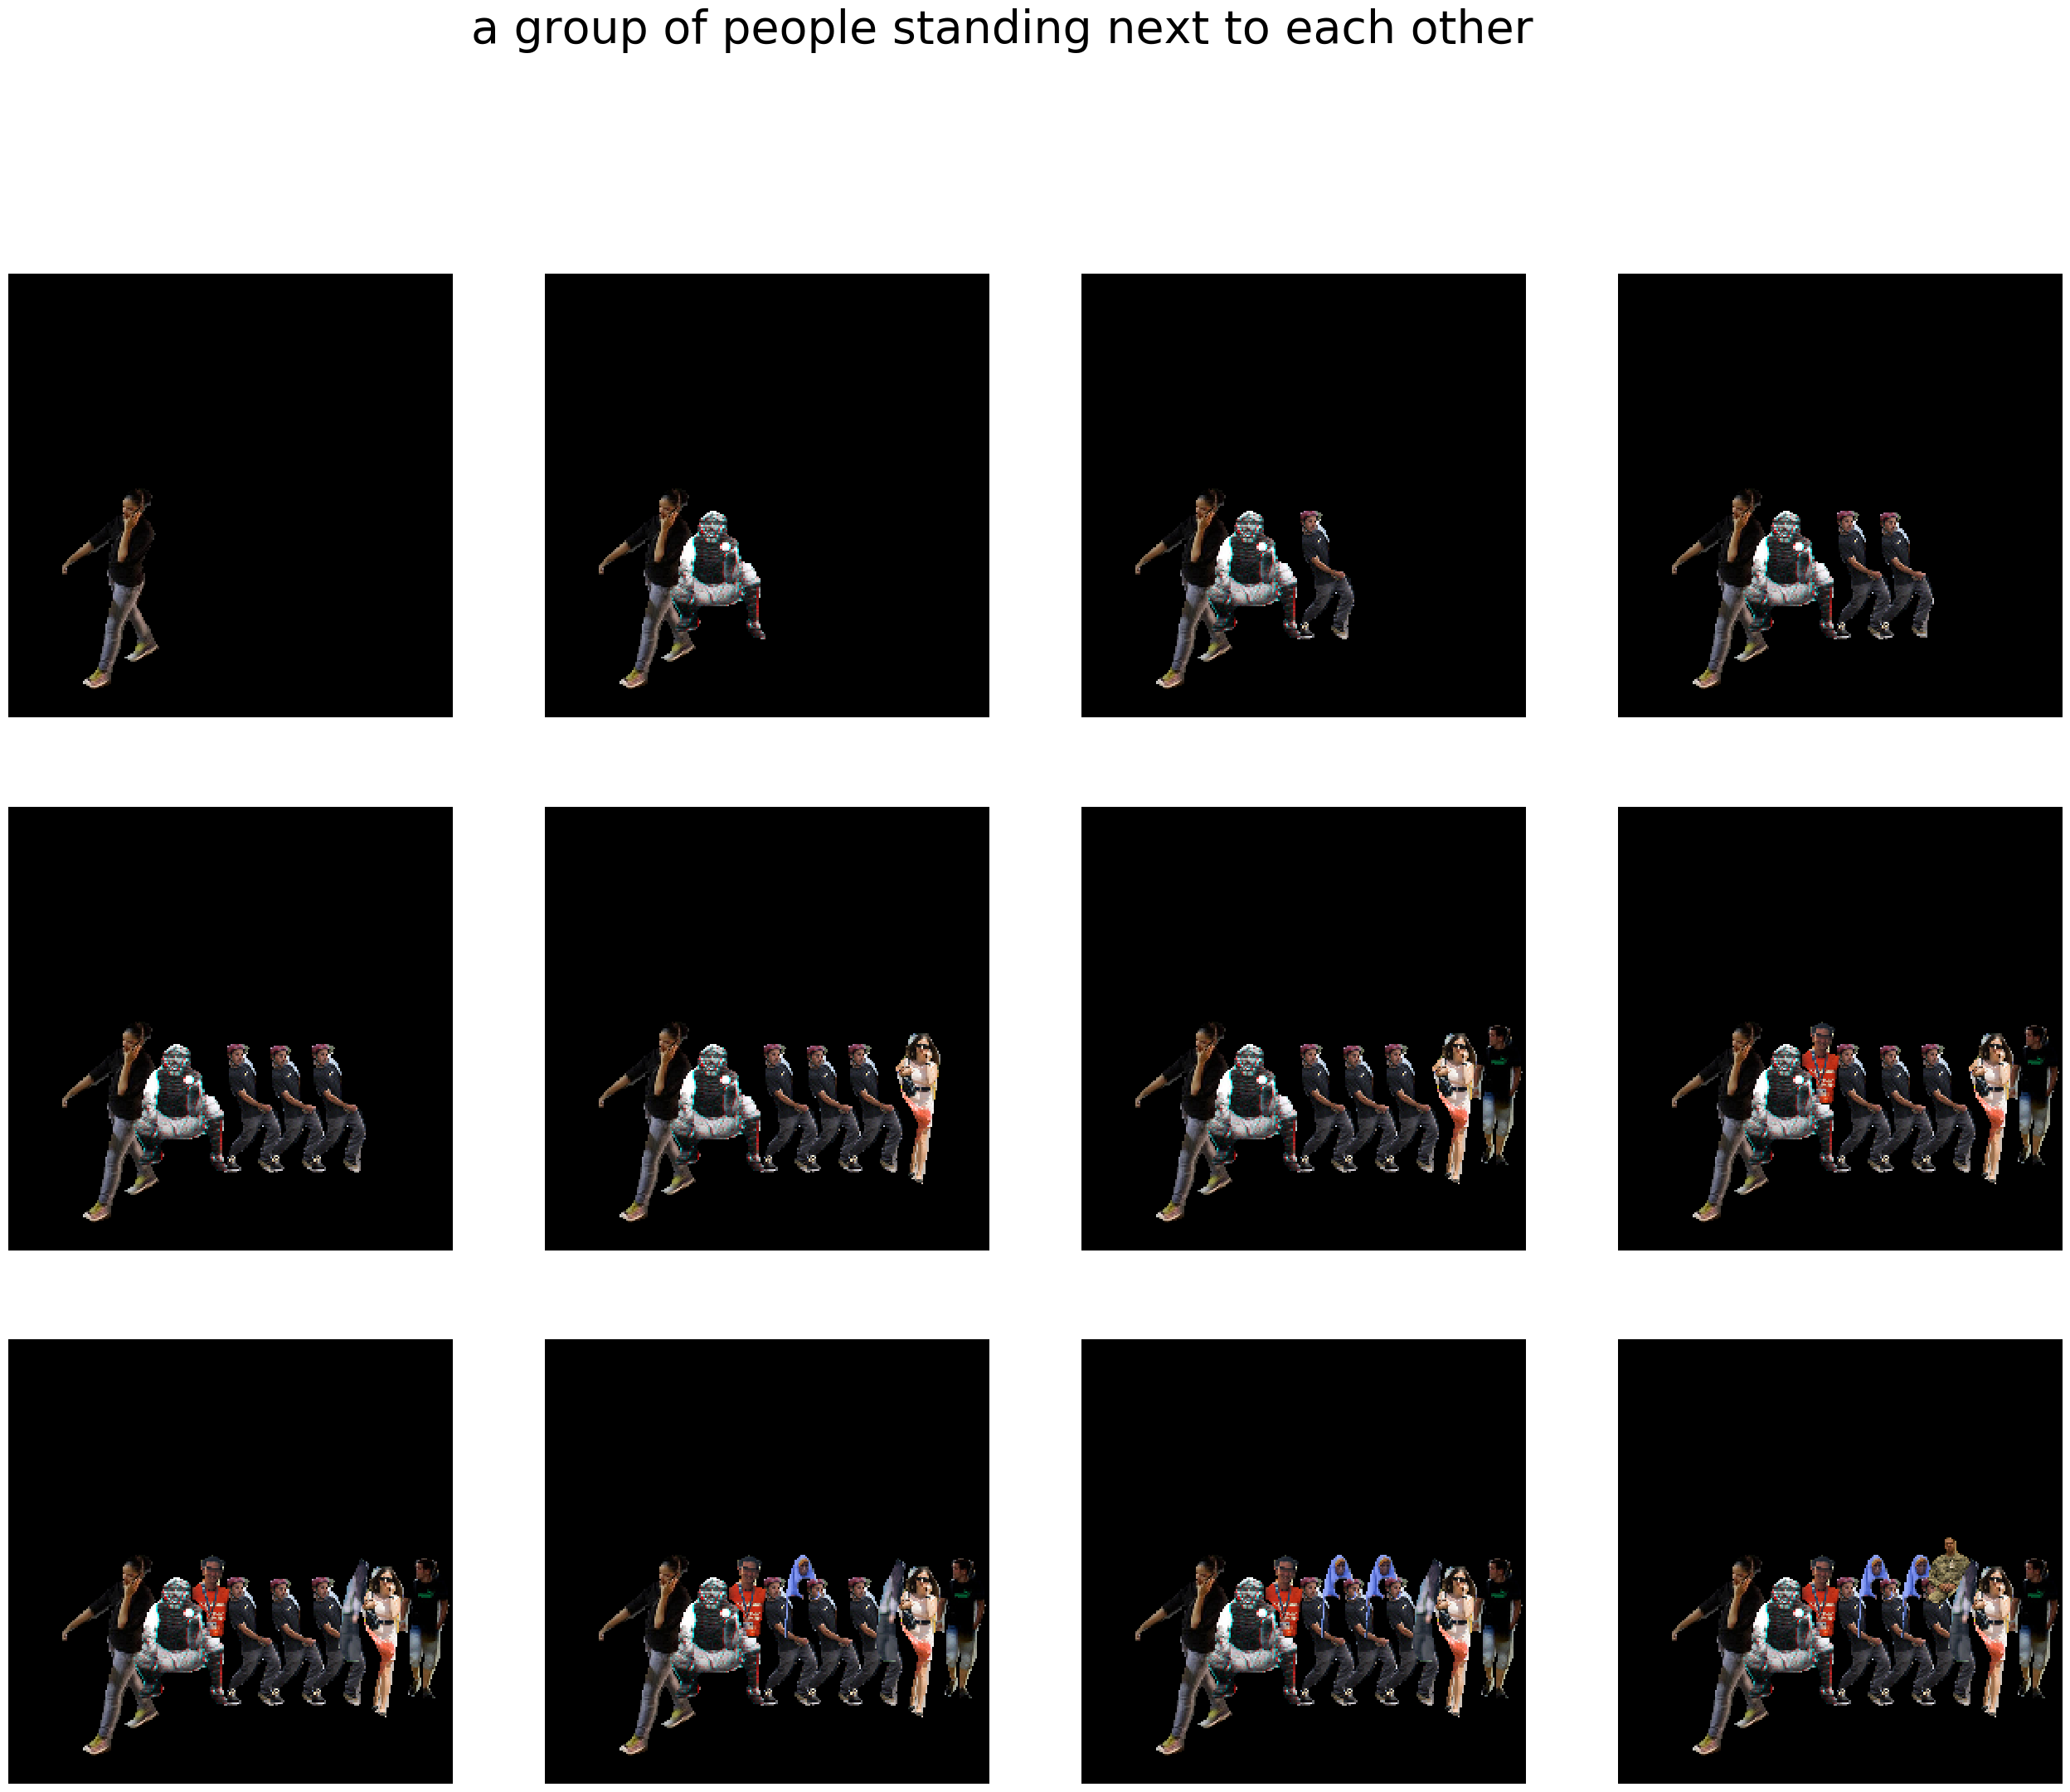 a group of people standing next to each other